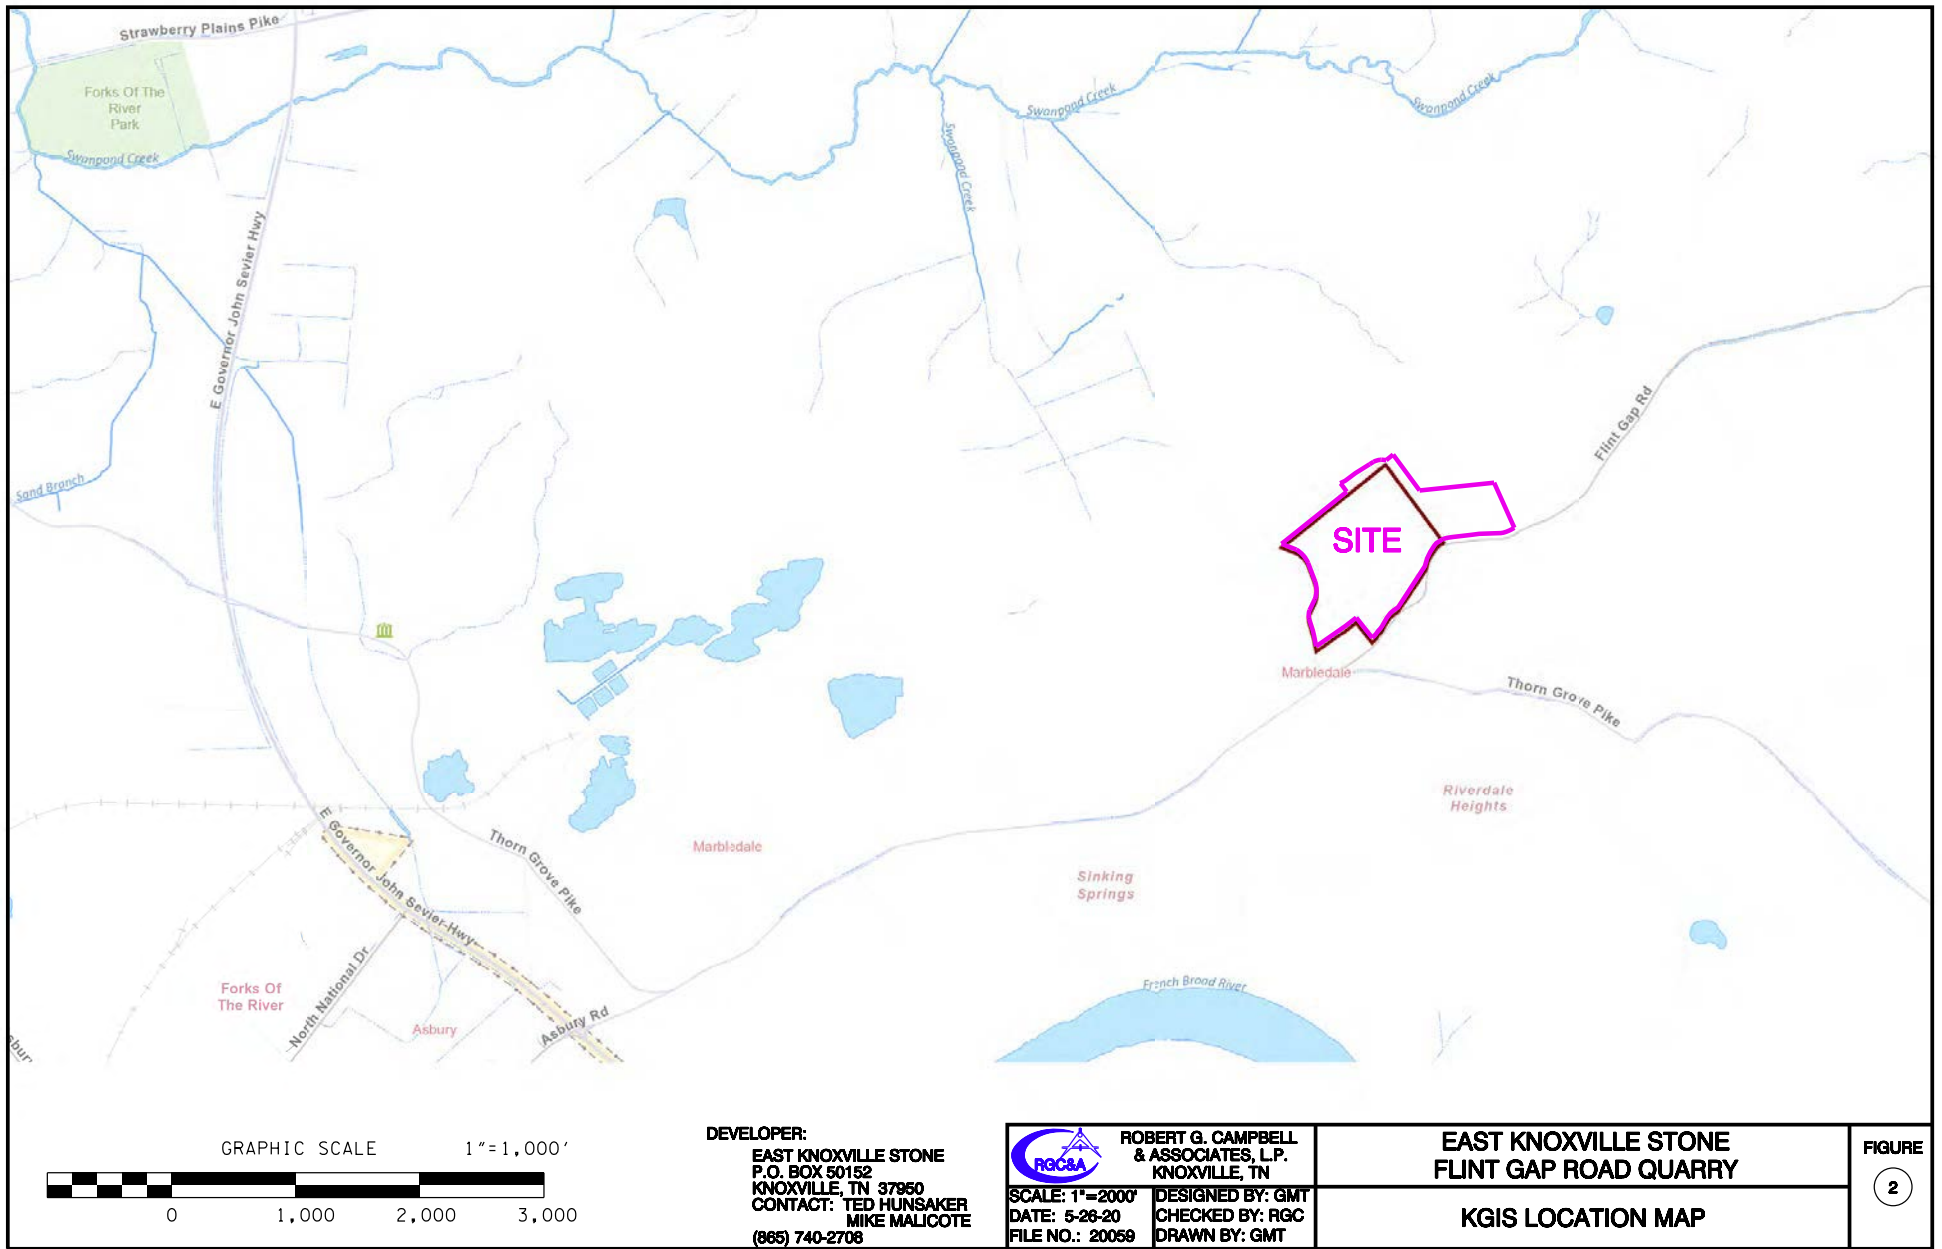 Strawberry Plains Pike
Forks Of The
River
Park
Swanpond Creek
Swanpond Creek
Swanpond Creek
Swanpond Creek
E Governor John Sevier Hwy
Flint Gap Rd
Sand Branch
SITE
Marbledale
Thorn Grove Pike
Riverdale
Heights
E Governor John Sevier Hwy
Thorn Grove Pike
Marbledale
Sinking
Springs
French Broad River
Forks Of
The River
North National Dr
Asbury
Asbury Rd
GRAPHIC SCALE 1"=1,000'
0 1,000 2,000 3,000
DEVELOPER:
EAST KNOXVILLE STONE
P.O. BOX 50152
KNOXVILLE, TN 37950
CONTACT: TED HUNSAKER
MIKE MALICOTE
(865) 740-2708
RGC&A
ROBERT G. CAMPBELL
& ASSOCIATES, L.P.
KNOXVILLE, TN
SCALE: 1"=2000'
DATE: 5-26-20
FILE NO.: 20059
DESIGNED BY: GMT
CHECKED BY: RGC
DRAWN BY: GMT
EAST KNOXVILLE STONE
FLINT GAP ROAD QUARRY
KGIS LOCATION MAP
FIGURE
2